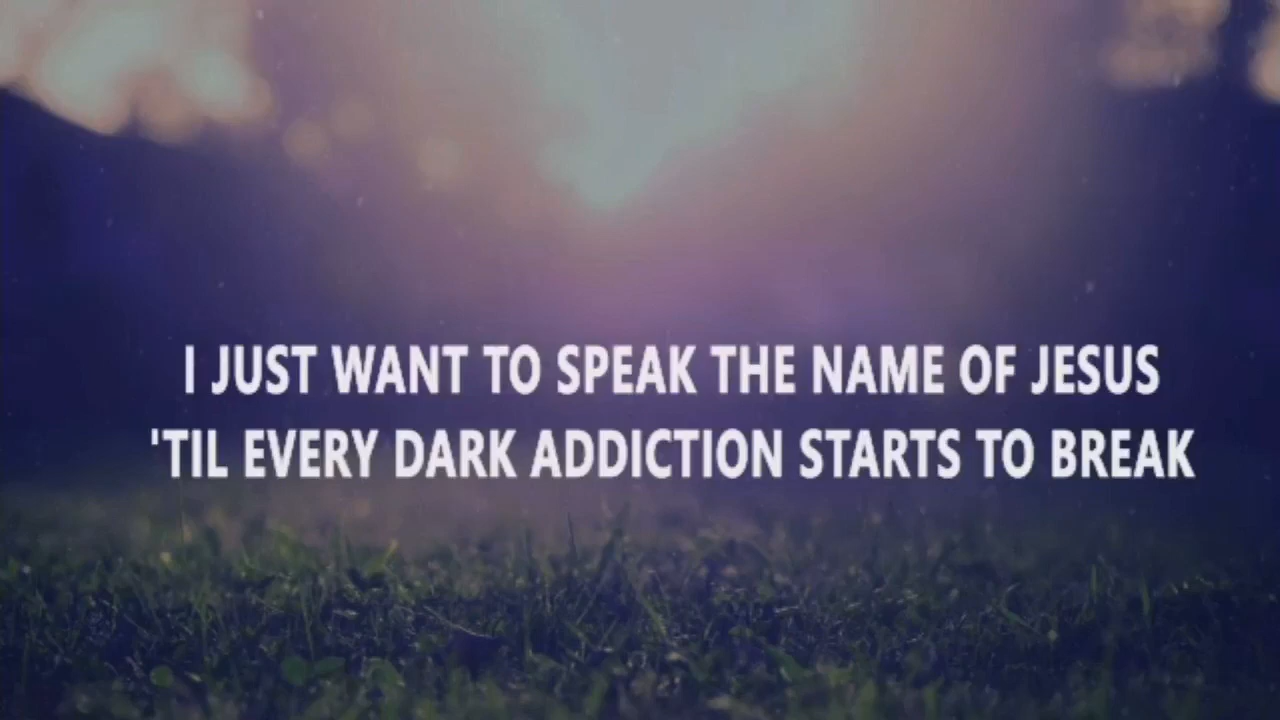 I JUST WANT TO SPEAK THE NAME OF JESUS
'TIL EVERY DARK ADDICTION STARTS TO BREAK